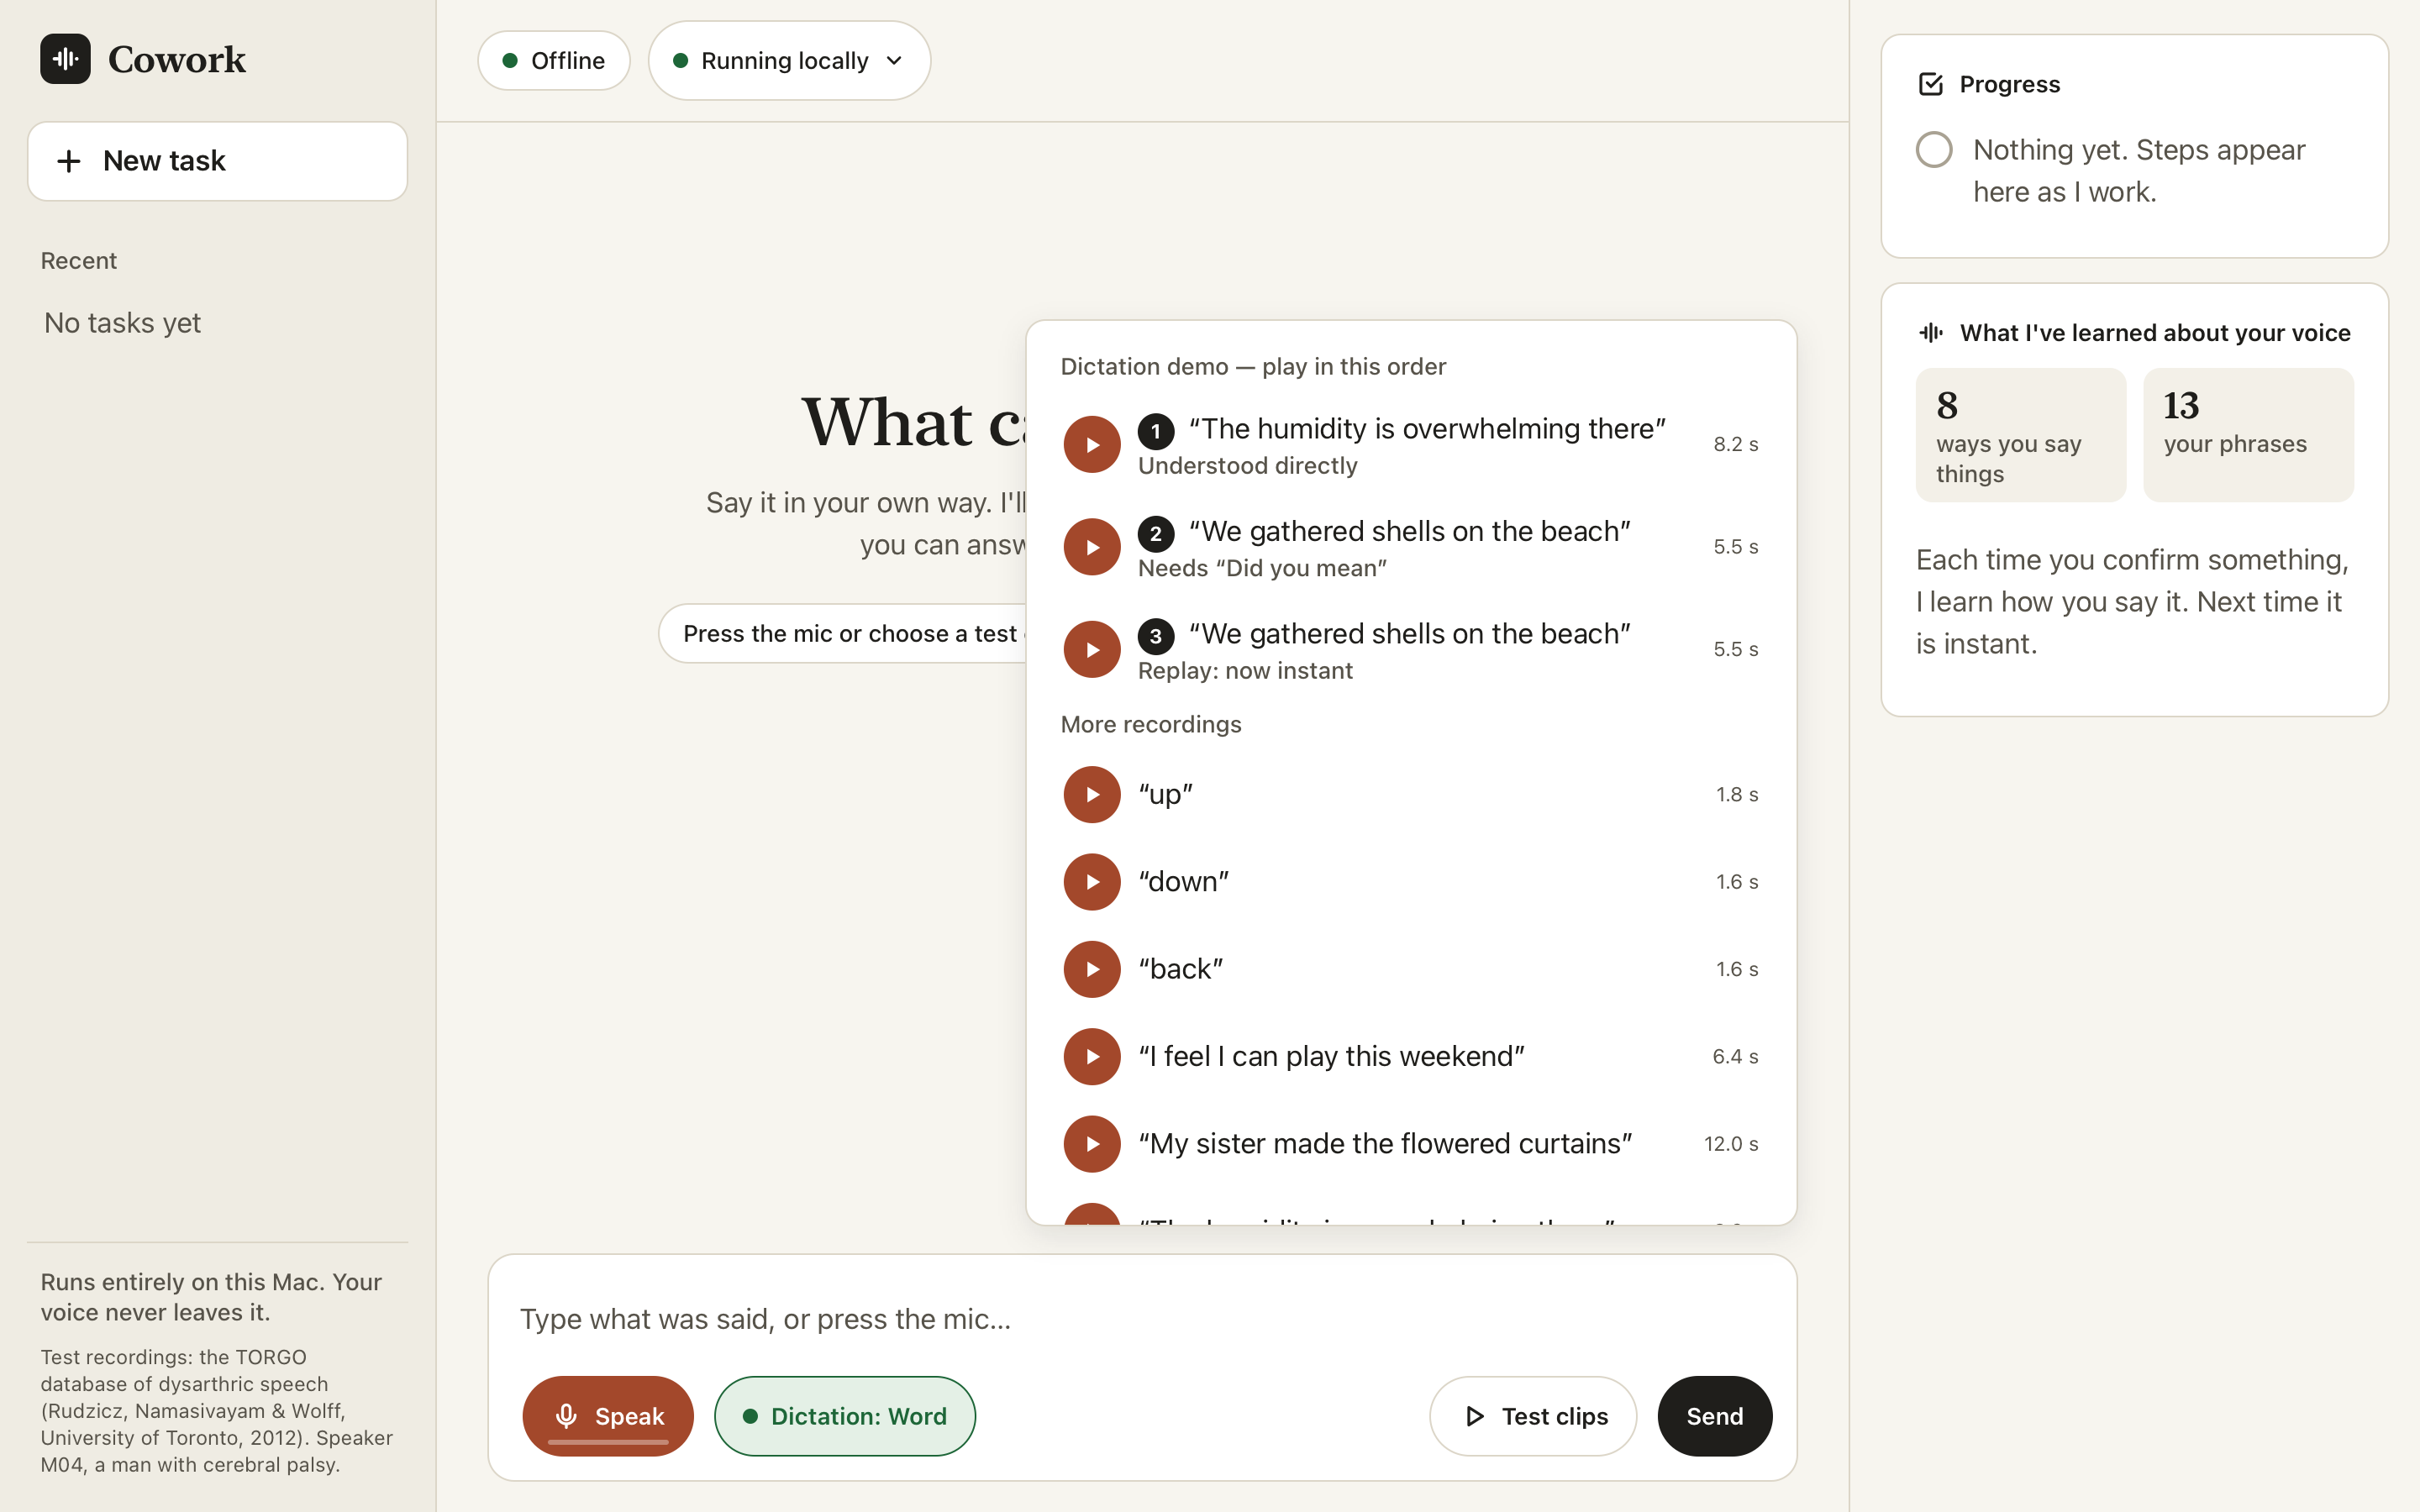 Cowork
New task
Recent
No tasks yet
Runs entirely on this Mac. Your
voice never leaves it.
Test recordings: the TORGO
database of dysarthric speech
(Rudzicz, Namasivayam & Wolff,
University of Toronto, 2012). Speaker
M04, a man with cerebral palsy.
Offline
Running locally
What
Say it in your own way. I'll
you can
Press the mic or choose a test
Dictation demo — play in this order
1 “The humidity is overwhelming there” 8.2 s
Understood directly
2 “We gathered shells on the beach” 5.5 s
Needs “Did you mean”
3 “We gathered shells on the beach” 5.5 s
Replay: now instant
More recordings
“up” 1.8 s
“down” 1.6 s
“back” 1.6 s
“I feel I can play this weekend” 6.4 s
“My sister made the flowered curtains” 12.0 s
Type what was said, or press the mic...
Speak
Dictation: Word
Test clips
Send
Progress
Nothing yet. Steps appear
here as I work.
What I've learned about your voice
8
ways you say
things
13
your phrases
Each time you confirm something,
I learn how you say it. Next time it
is instant.